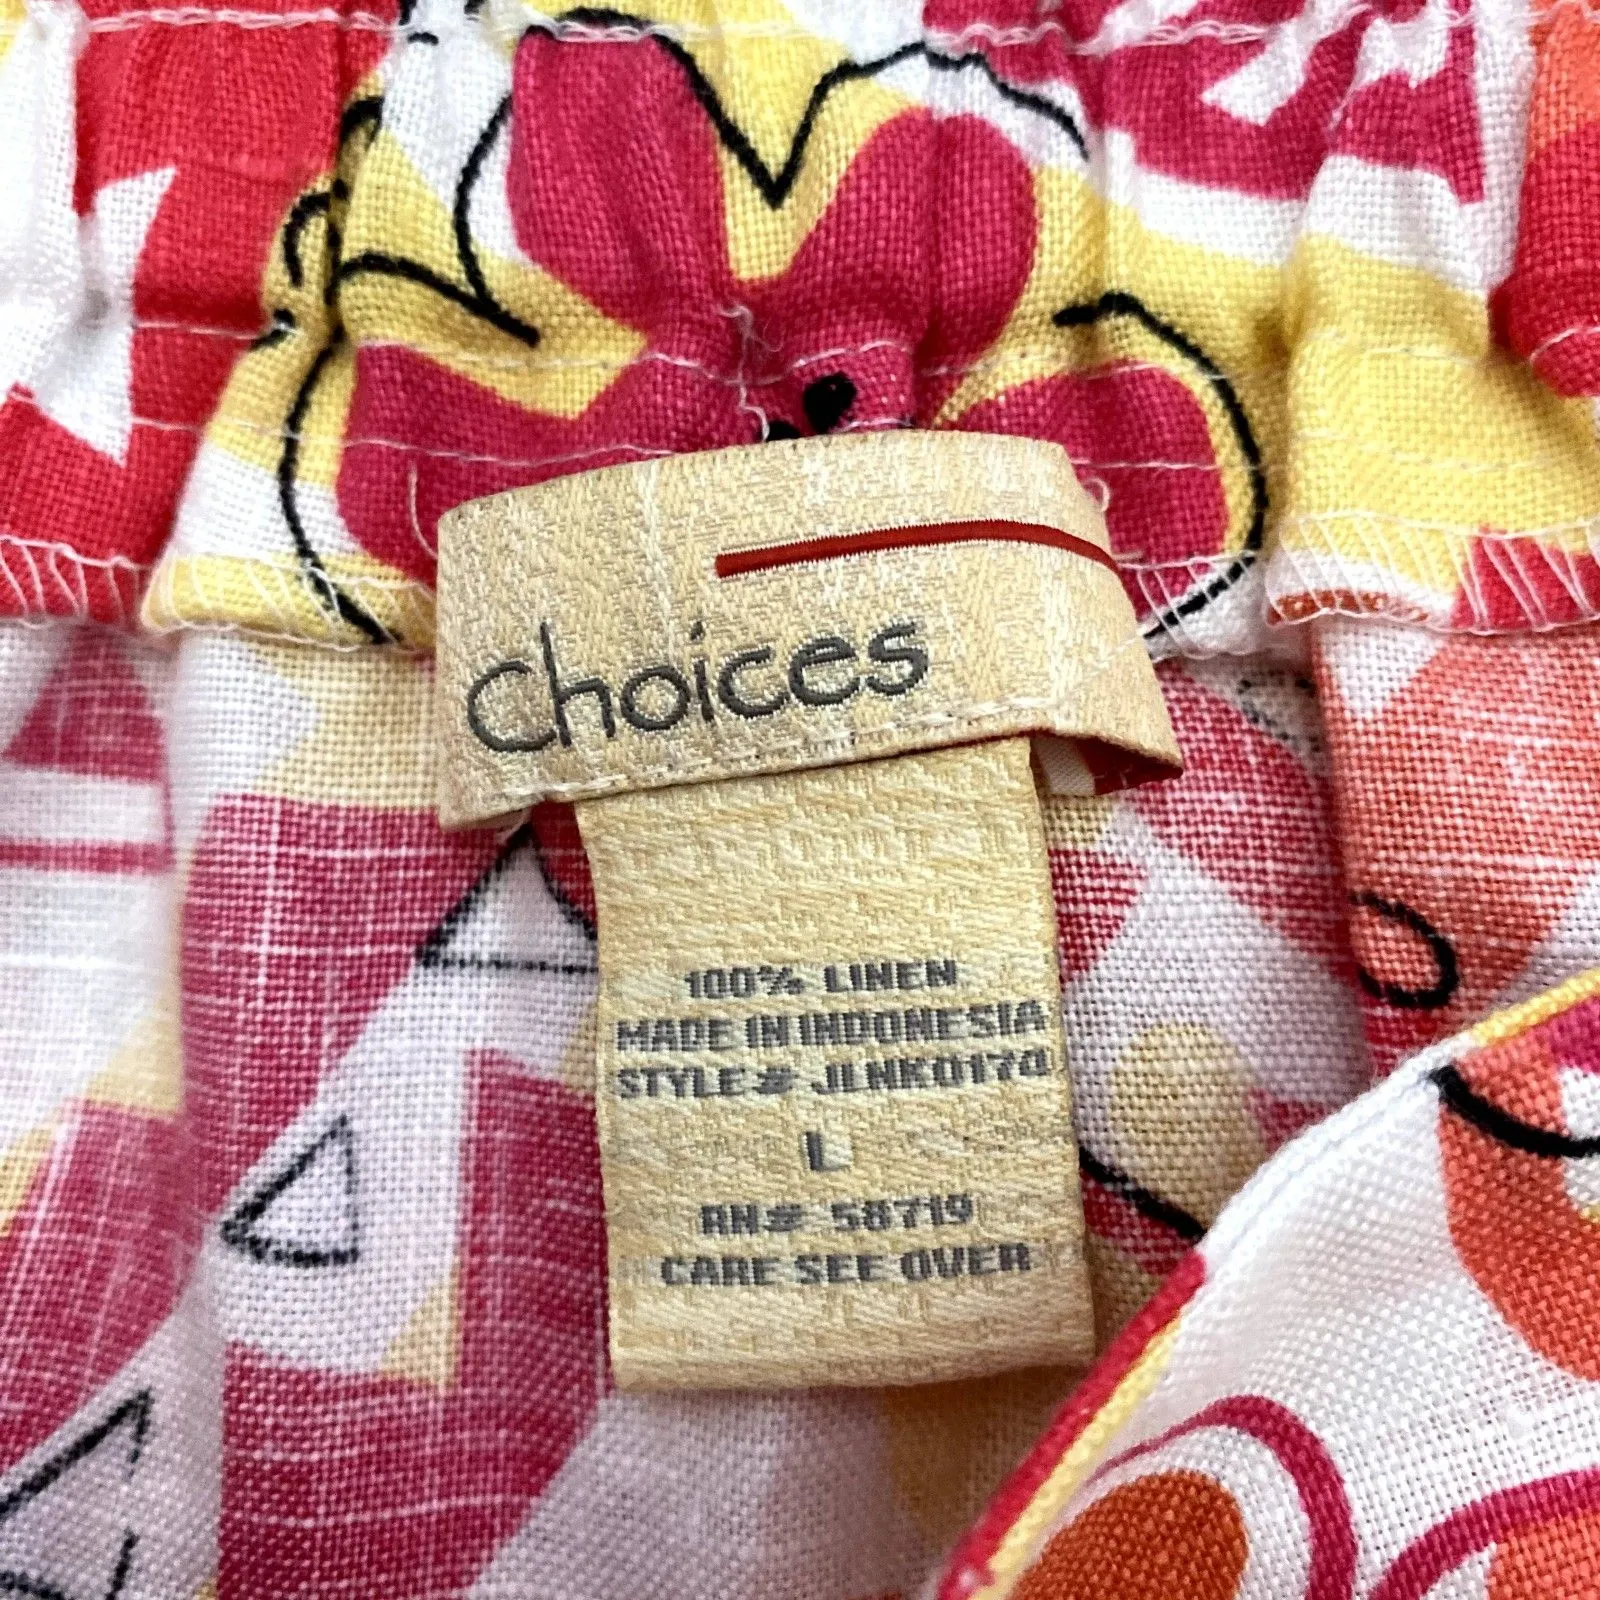 Choices
100% LINEN
MADE IN INDONESIA
STYLE# JLNK0170
L
RN# 58719
CARE SEE OVER